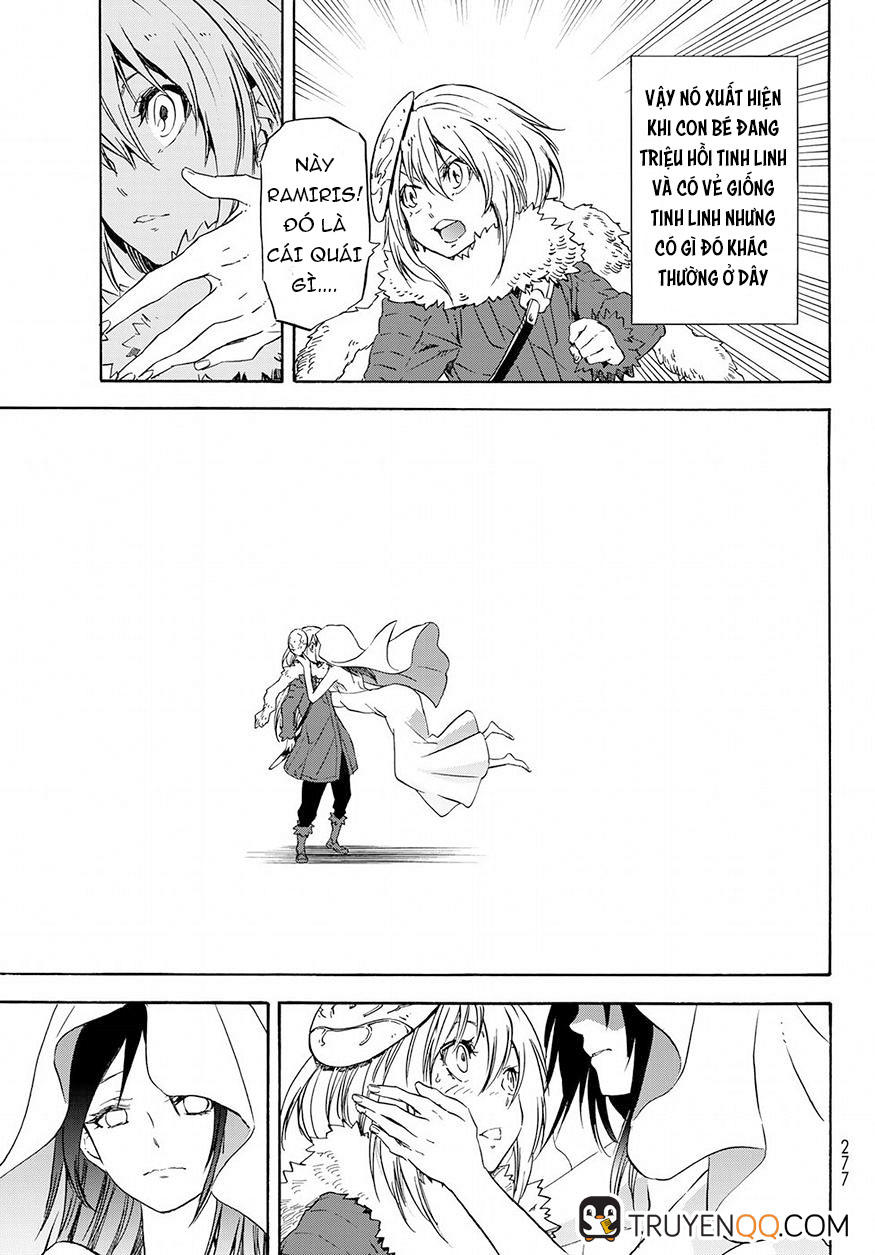 VẬY NÓ XUẤT HIỆN
KHI CON BÉ ĐANG
TRIỆU HỒI TINH LINH
VÀ CÓ VẺ GIỐNG
TINH LINH NHƯNG
CÓ GÌ ĐÓ KHÁC
THƯỜNG Ở DÂY
NÀY
RAMIRIS!
ĐÓ LÀ
CÁI QUÁI
GÌ....
277
TRUYENQQ.COM